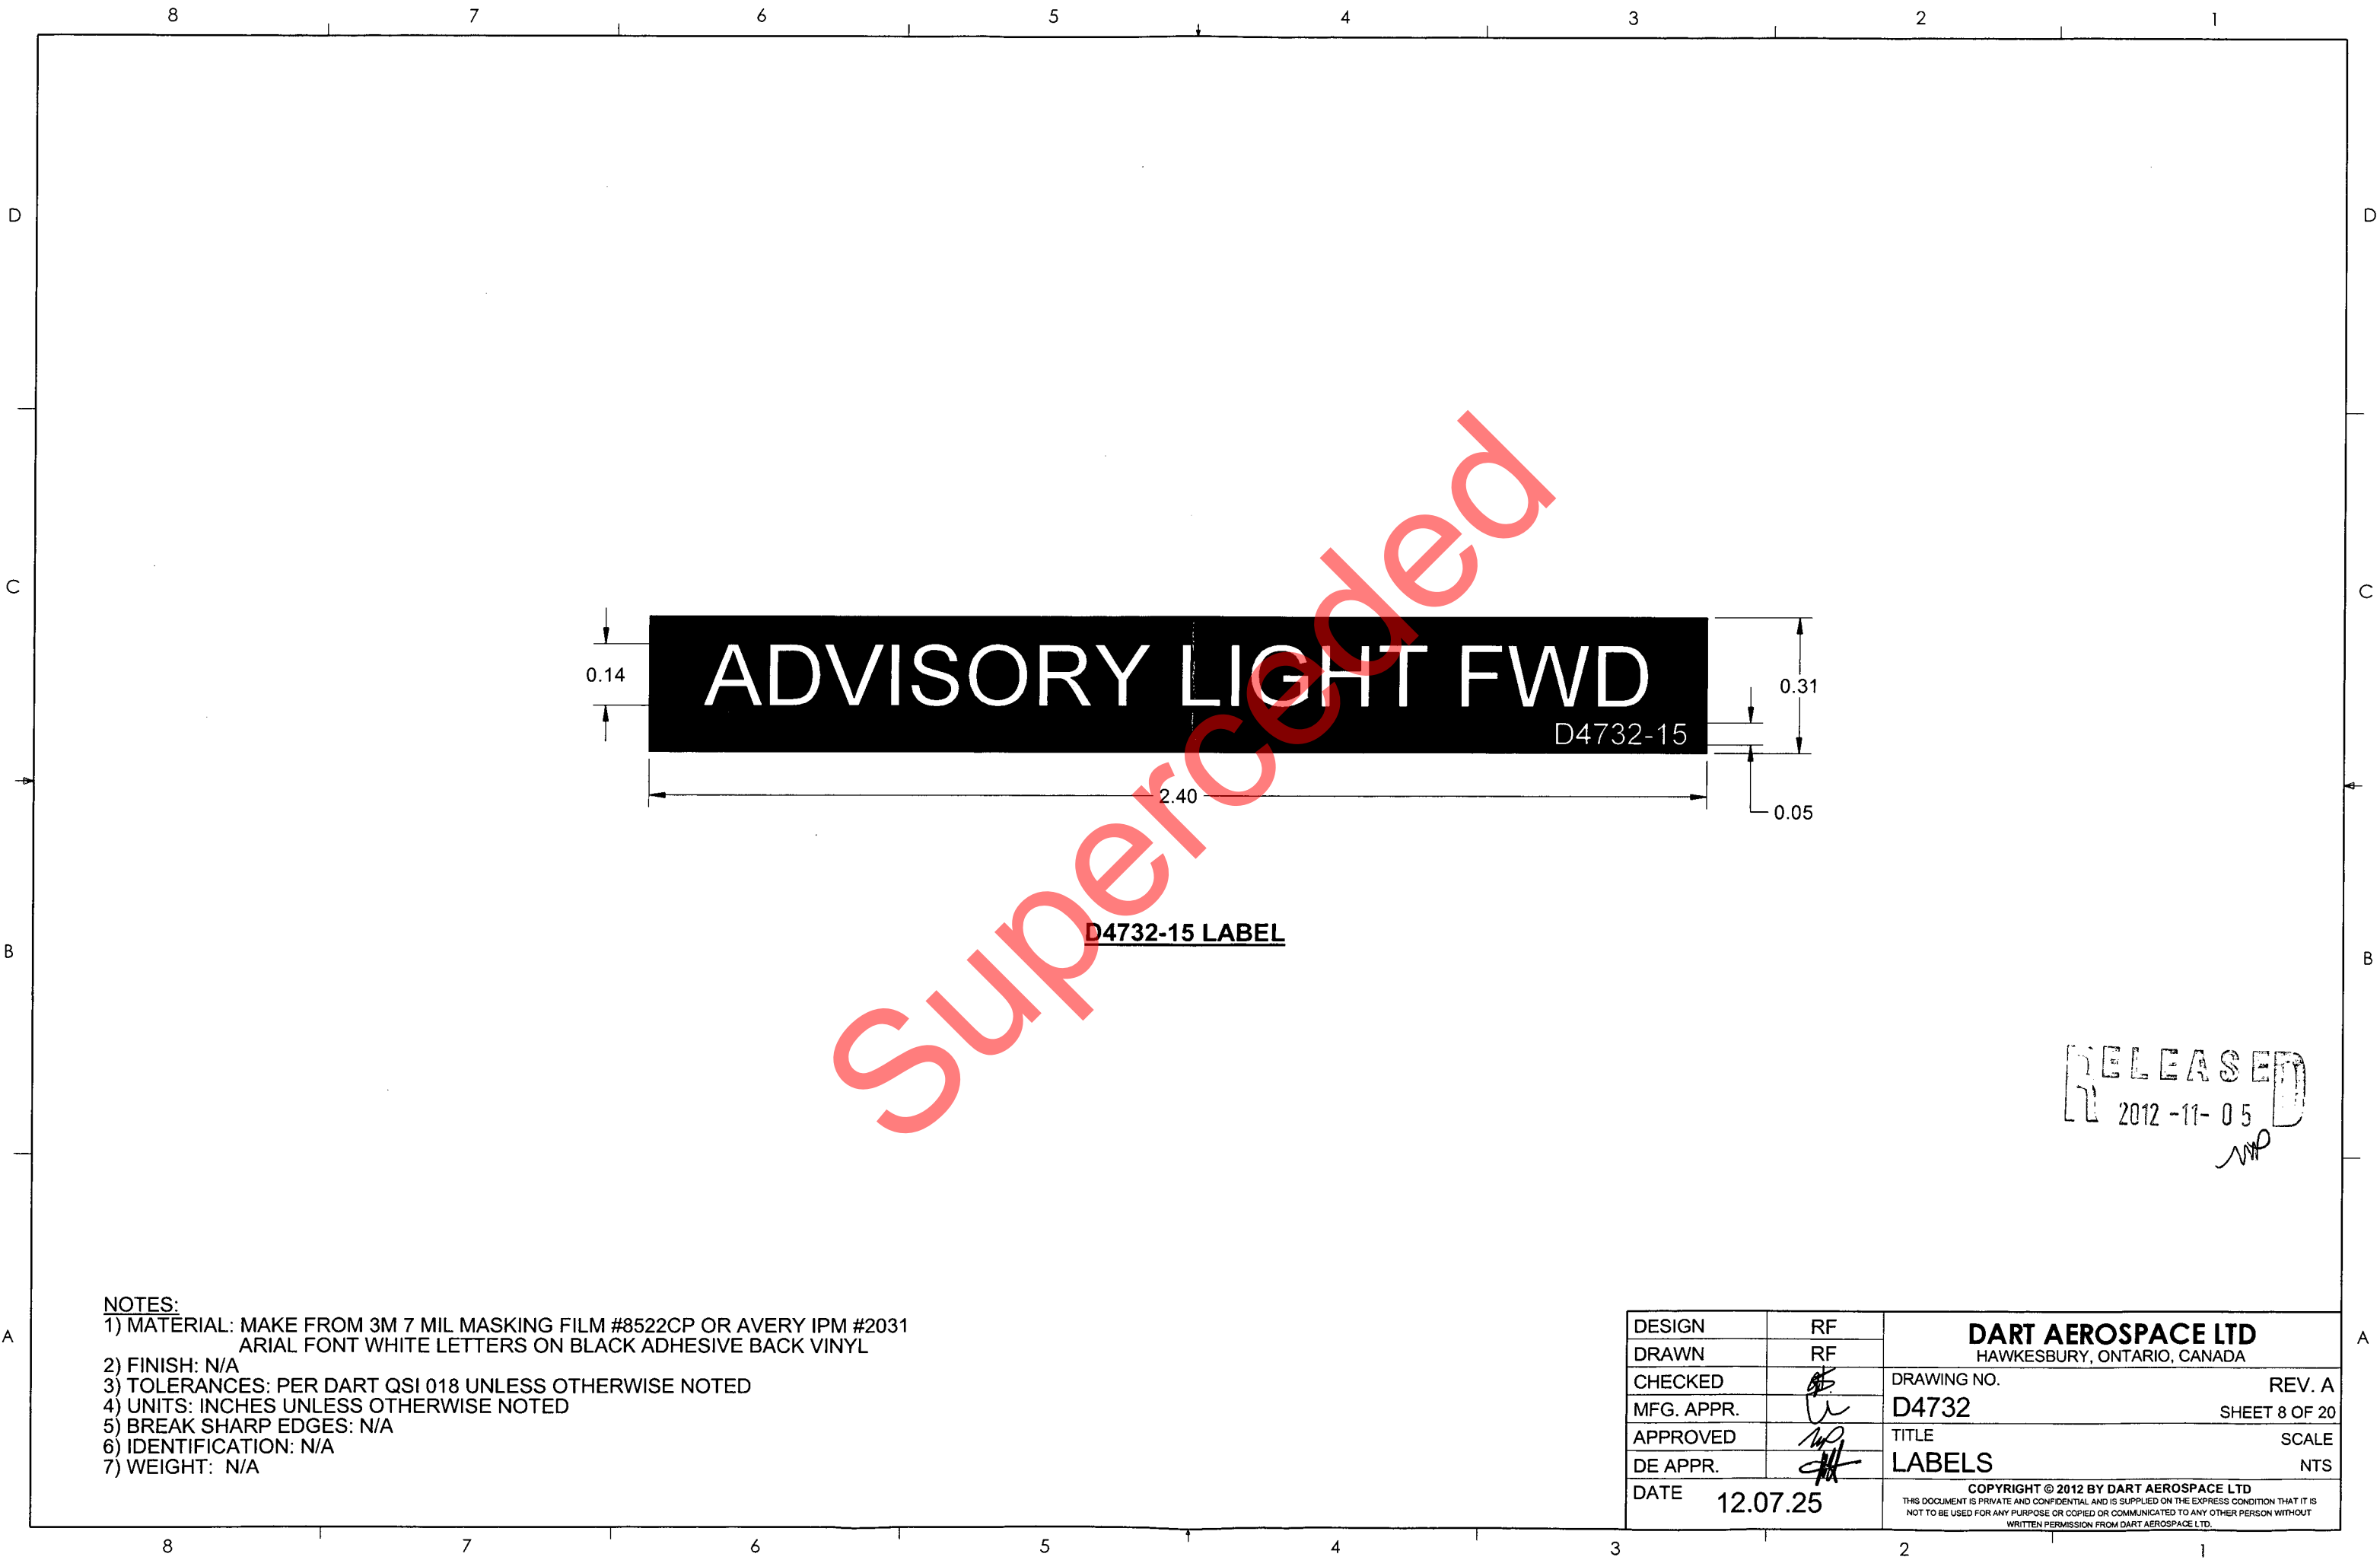 8 7 6 5 4 3 2 1
D D
C C
0.14
ADVISORY LIGHT FWD
D4732-15
0.31
2.40
0.05
D4732-15 LABEL
Superceded
B B
RELEASED
2012-11-05
NOTES:
1) MATERIAL: MAKE FROM 3M 7 MIL MASKING FILM #8522CP OR AVERY IPM #2031
ARIAL FONT WHITE LETTERS ON BLACK ADHESIVE BACK VINYL
2) FINISH: N/A
3) TOLERANCES: PER DART QSI 018 UNLESS OTHERWISE NOTED
4) UNITS: INCHES UNLESS OTHERWISE NOTED
5) BREAK SHARP EDGES: N/A
6) IDENTIFICATION: N/A
7) WEIGHT: N/A
A A
DESIGN RF
DRAWN RF
CHECKED
MFG. APPR.
APPROVED
DE APPR.
DATE 12.07.25
DART AEROSPACE LTD
HAWKESBURY, ONTARIO, CANADA
DRAWING NO. REV. A
D4732 SHEET 8 OF 20
TITLE SCALE
LABELS NTS
COPYRIGHT © 2012 BY DART AEROSPACE LTD
THIS DOCUMENT IS PRIVATE AND CONFIDENTIAL AND IS SUPPLIED ON THE EXPRESS CONDITION THAT IT IS
NOT TO BE USED FOR ANY PURPOSE OR COPIED OR COMMUNICATED TO ANY OTHER PERSON WITHOUT
WRITTEN PERMISSION FROM DART AEROSPACE LTD.
8 7 6 5 4 3 2 1